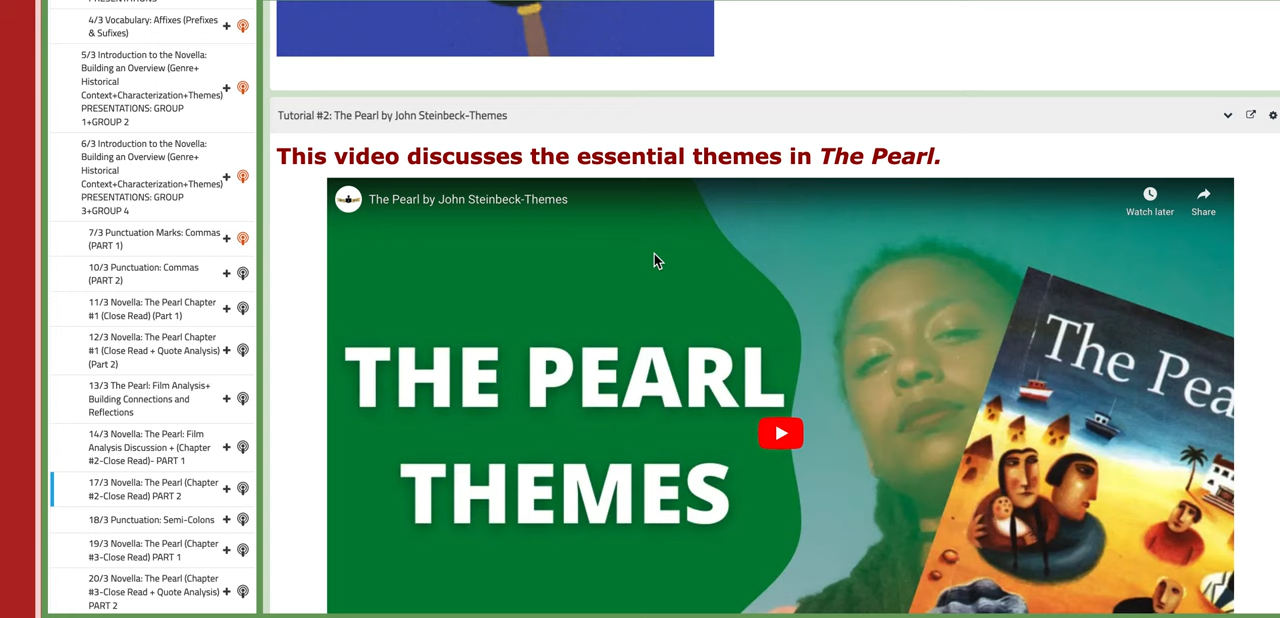 PRESENTATIONS
4/3 Vocabulary: Affixes (Prefixes
& Sufixes)
5/3 Introduction to the Novella:
Building an Overview (Genre+
Historical
Context+Characterization+Themes)
PRESENTATIONS: GROUP
1+GROUP 2
6/3 Introduction to the Novella:
Building an Overview (Genre+
Historical
Context+Characterization+Themes)
PRESENTATIONS: GROUP
3+GROUP 4
7/3 Punctuation Marks: Commas
(PART 1)
10/3 Punctuation: Commas
(PART 2)
11/3 Novella: The Pearl Chapter
#1 (Close Read) (Part 1)
12/3 Novella: The Pearl Chapter
#1 (Close Read + Quote Analysis)
(Part 2)
13/3 The Pearl: Film Analysis+
Building Connections and
Reflections
14/3 Novella: The Pearl: Film
Analysis Discussion + (Chapter
#2-Close Read)- PART 1
17/3 Novella: The Pearl (Chapter
#2-Close Read) PART 2
18/3 Punctuation: Semi-Colons
19/3 Novella: The Pearl (Chapter
#3-Close Read) PART 1
20/3 Novella: The Pearl (Chapter
#3-Close Read + Quote Analysis)
PART 2
Tutorial #2: The Pearl by John Steinbeck-Themes
This video discusses the essential themes in The Pearl.
The Pearl by John Steinbeck-Themes
Watch later
Share
THE PEARL
THEMES
The Pea